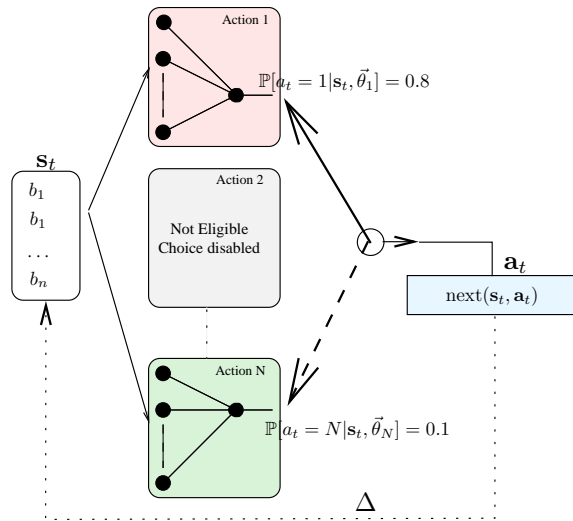 Action 1
ℙ[a_t = 1|𝐬_t, θ⃗_1] = 0.8
𝐬_t
b_1
b_1
...
b_n
Action 2
Not Eligible
Choice disabled
𝐚_t
next(𝐬_t, 𝐚_t)
Action N
ℙ[a_t = N|𝐬_t, θ⃗_N] = 0.1
Δ